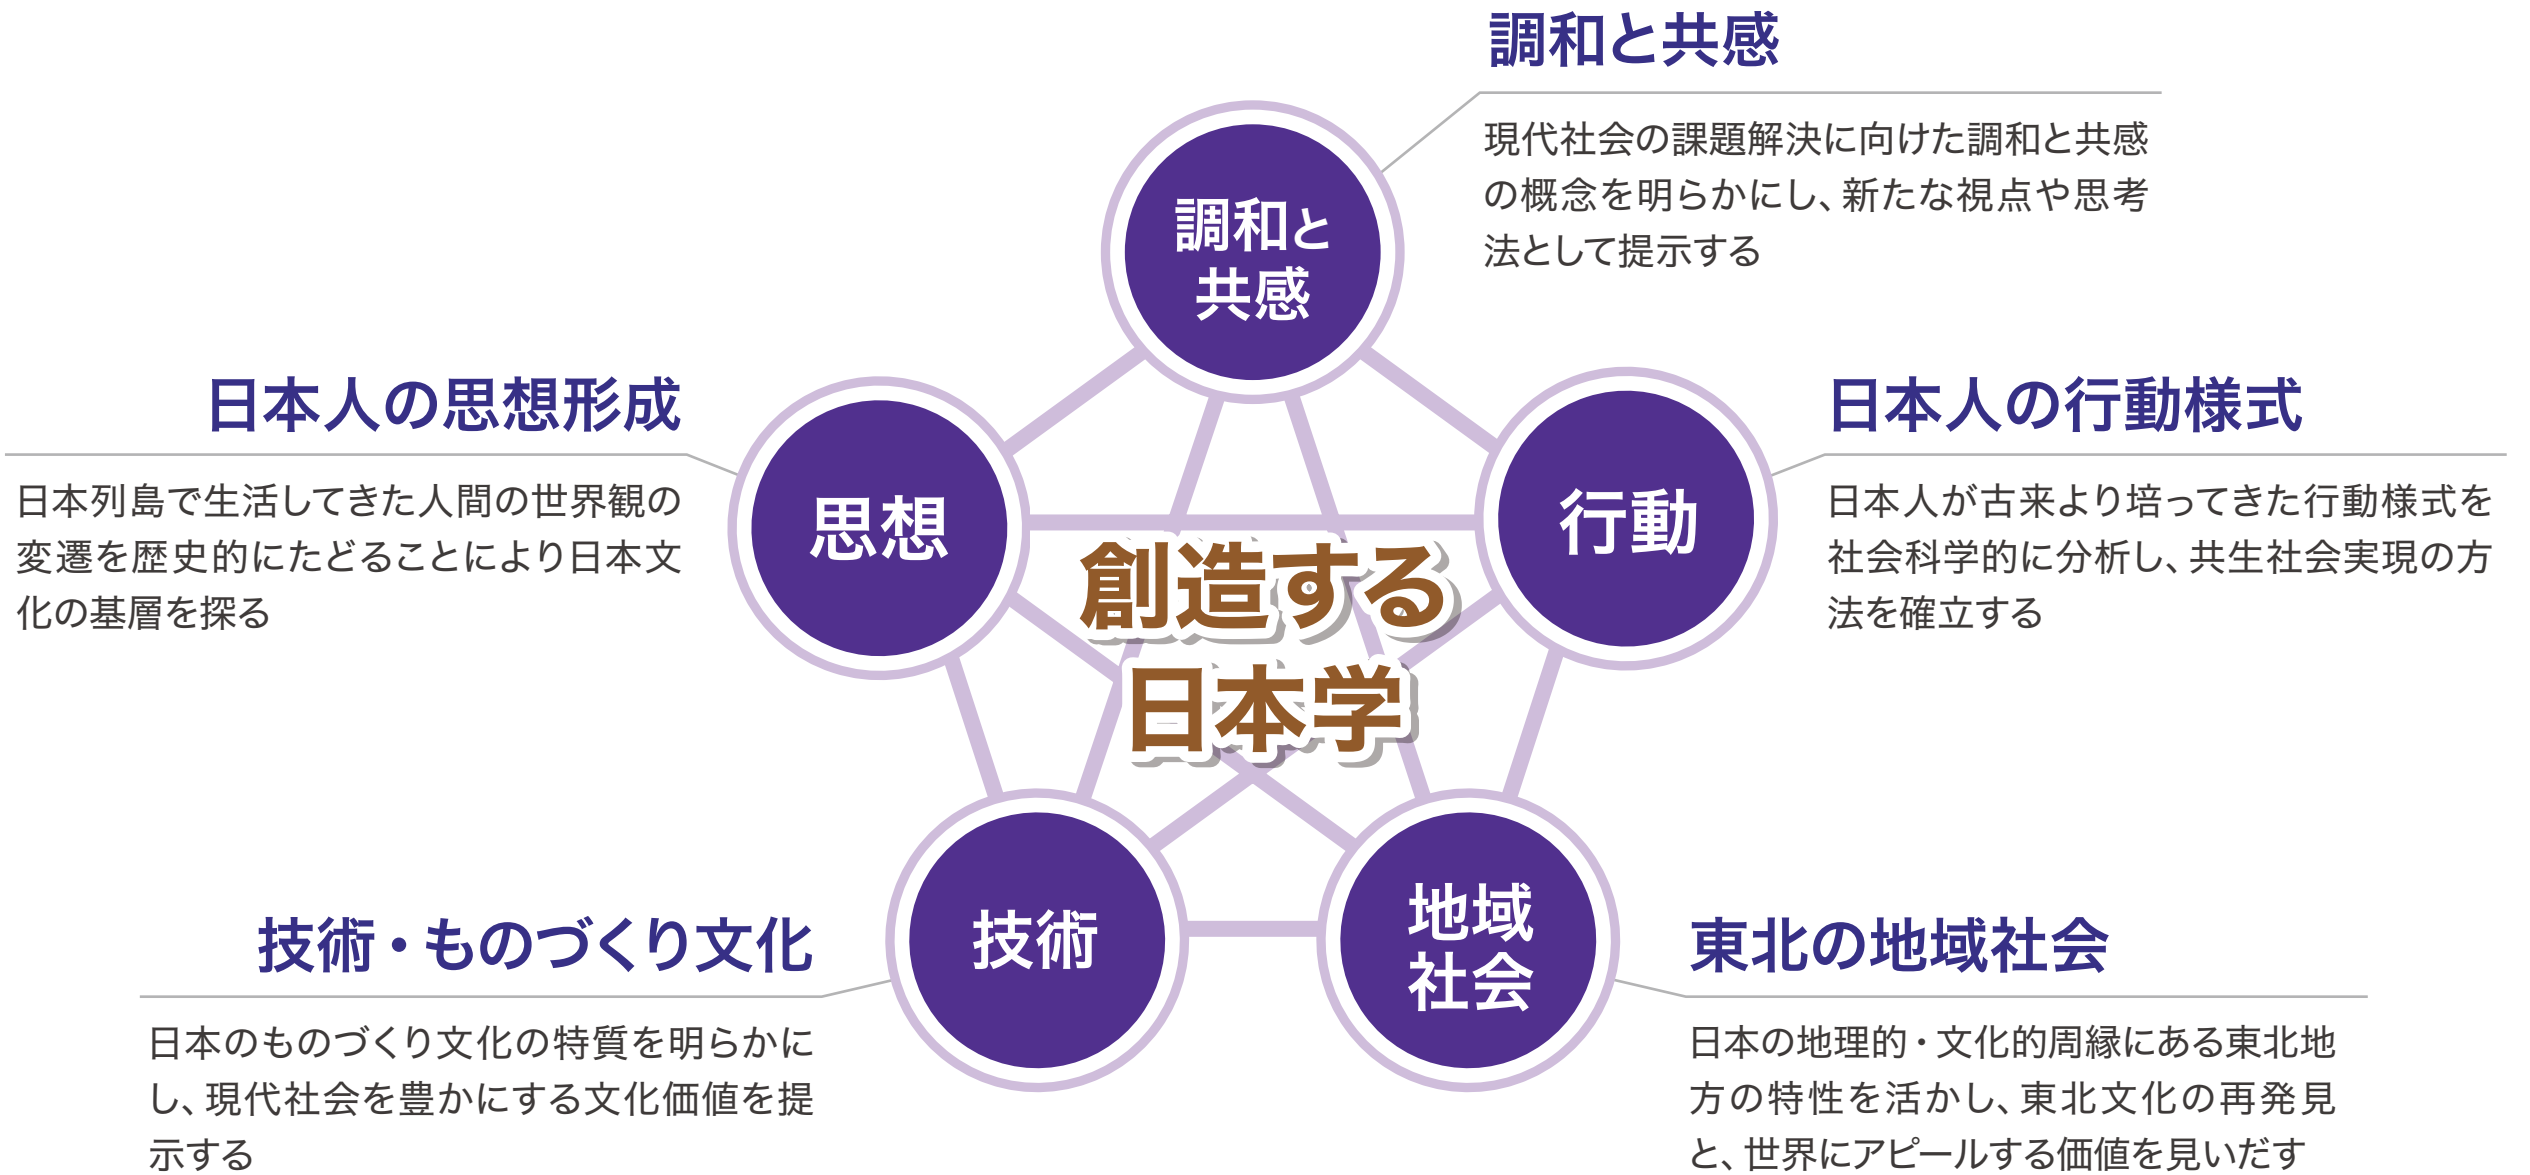 調和と共感
現代社会の課題解決に向けた調和と共感
の概念を明らかにし、新たな視点や思考
法として提示する
調和と
共感
日本人の思想形成
日本列島で生活してきた人間の世界観の
変遷を歴史的にたどることにより日本文
化の基層を探る
思想
行動
日本人の行動様式
日本人が古来より培ってきた行動様式を
社会科学的に分析し、共生社会実現の方
法を確立する
創造する
日本学
技術・ものづくり文化
日本のものづくり文化の特質を明らかに
し、現代社会を豊かにする文化価値を提
示する
技術
地域
社会
東北の地域社会
日本の地理的・文化的周縁にある東北地
方の特性を活かし、東北文化の再発見
と、世界にアピールする価値を見いだす